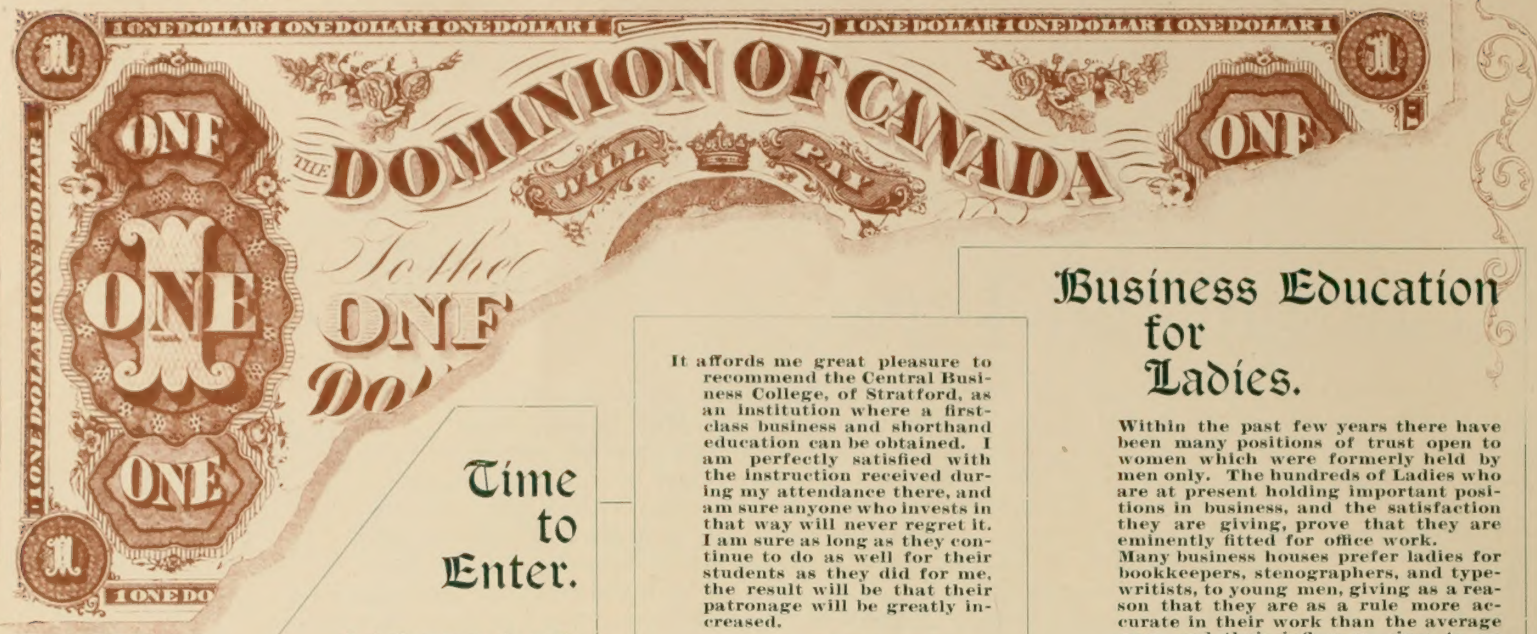 1 ONE DOLLAR 1 ONE DOLLAR 1 ONE DOLLAR 1
1 ONE DOLLAR 1 ONE DOLLAR 1 ONE DOLLAR 1
1
1
1 ONE DOLLAR 1 ONE DOLLAR 1
ONE
THE DOMINION OF CANADA
ONE
WILL PAY
1
ONE
To the
ONE
ONE
1
1 ONE DO
Time
to
Enter.
It affords me great pleasure to
recommend the Central Busi-
ness College, of Stratford, as
an institution where a first-
class business and shorthand
education can be obtained. I
am perfectly satisfied with
the instruction received dur-
ing my attendance there, and
am sure anyone who invests in
that way will never regret it.
I am sure as long as they con-
tinue to do as well for their
students as they did for me,
the result will be that their
patronage will be greatly in-
creased.
Business Education
for
Ladies.
Within the past few years there have
been many positions of trust open to
women which were formerly held by
men only. The hundreds of Ladies who
are at present holding important posi-
tions in business, and the satisfaction
they are giving, prove that they are
eminently fitted for office work.
Many business houses prefer ladies for
bookkeepers, stenographers, and type-
writists, to young men, giving as a rea-
son that they are as a rule more ac-
curate in their work than the average